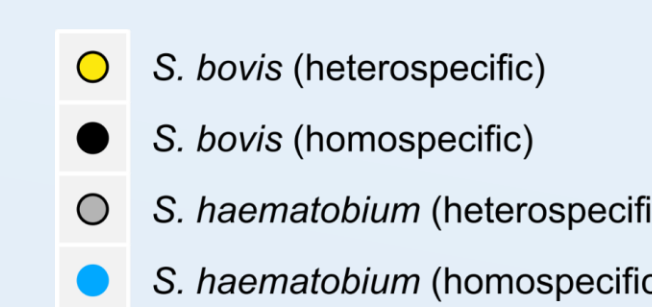 S. bovis (heterospecific)
S. bovis (homospecific)
S. haematobium (heterospecifi
S. haematobium (homospecific